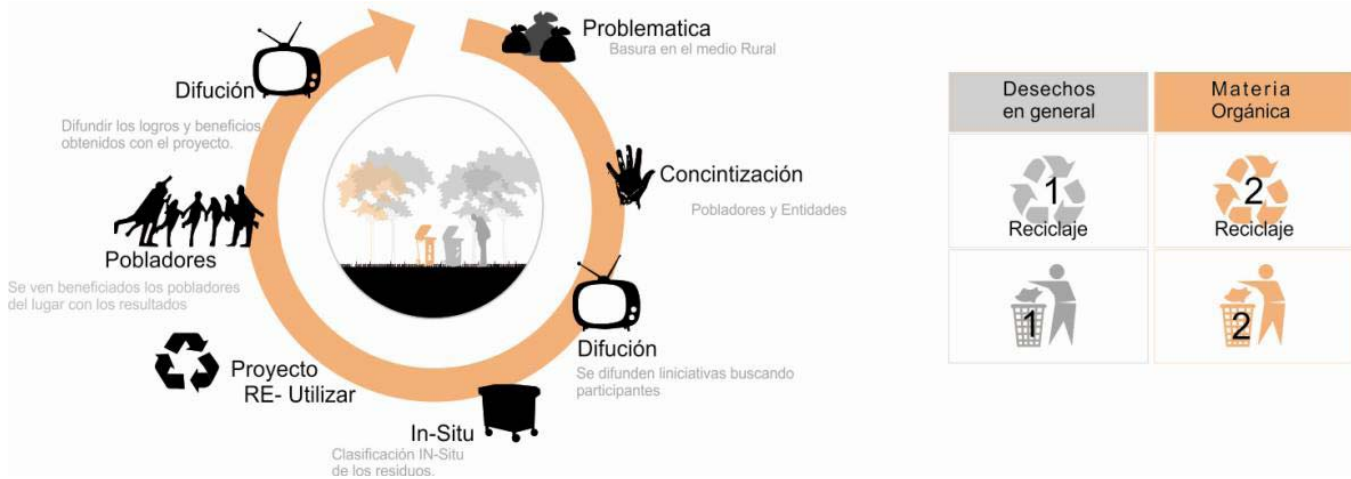 Problematica
Basura en el medio Rural
Concintización
Pobladores y Entidades
Difución
Se difunden liniciativas buscando
participantes
In-Situ
Clasificación IN-Situ
de los residuos.
Proyecto
RE- Utilizar
Pobladores
Se ven beneficiados los pobladores
del lugar con los resultados
Difución
Difundir los logros y beneficios
obtenidos con el proyecto.
Desechos
en general
Materia
Orgánica
1
Reciclaje
2
Reciclaje
1
2